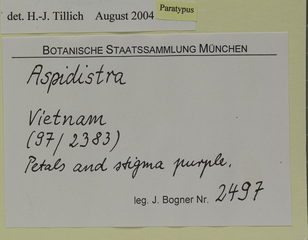 det. H.-J. Tillich August 2004 Paratypus
BOTANISCHE STAATSSAMMLUNG MÜNCHEN
Aspidistra
Vietnam
(97/2383)
Petals and stigma purple.
leg. J. Bogner Nr. 2497